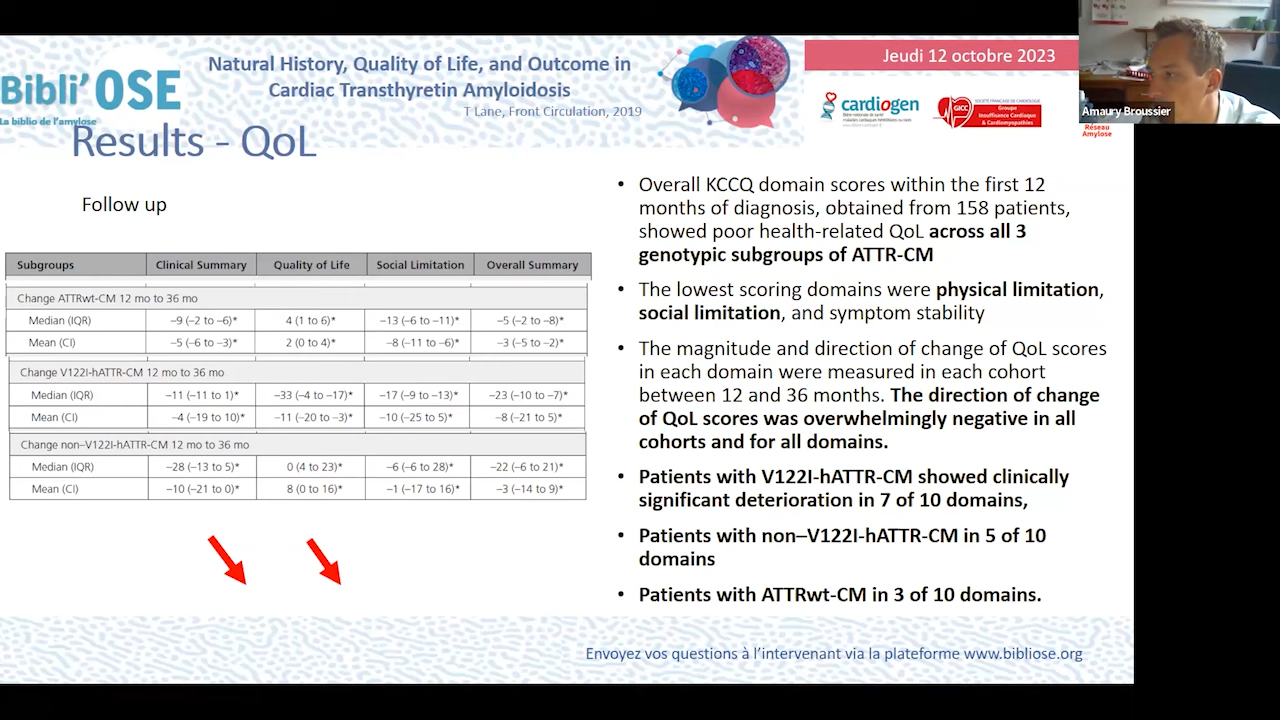 Bibli'OSE
La biblio de l'amylose
Natural History, Quality of Life, and Outcome in
Cardiac Transthyretin Amyloidosis
T Lane, Front Circulation, 2019
Jeudi 12 octobre 2023
cardiogen
SOCIÉTÉ FRANÇAISE DE CARDIOLOGIE
GICC
Groupe
Insuffisance Cardiaque
& Cardiomyopathies
Amaury Broussier
Réseau
Amylose
Results - QoL
Follow up
Subgroups Clinical Summary Quality of Life Social Limitation Overall Summary
Change ATTRwt-CM 12 mo to 36 mo
Median (IQR) −9 (−2 to −6)* 4 (1 to 6)* −13 (−6 to −11)* −5 (−2 to −8)*
Mean (CI) −5 (−6 to −3)* 2 (0 to 4)* −8 (−11 to −6)* −3 (−5 to −2)*
Change V122I-hATTR-CM 12 mo to 36 mo
Median (IQR) −11 (−11 to 1)* −33 (−4 to −17)* −17 (−9 to −13)* −23 (−10 to −7)*
Mean (CI) −4 (−19 to 10)* −11 (−20 to −3)* −10 (−25 to 5)* −8 (−21 to 5)*
Change non–V122I-hATTR-CM 12 mo to 36 mo
Median (IQR) −28 (−13 to 5)* 0 (4 to 23)* −6 (−6 to 28)* −22 (−6 to 21)*
Mean (CI) −10 (−21 to 0)* 8 (0 to 16)* −1 (−17 to 16)* −3 (−14 to 9)*
• Overall KCCQ domain scores within the first 12
months of diagnosis, obtained from 158 patients,
showed poor health-related QoL across all 3
genotypic subgroups of ATTR-CM
• The lowest scoring domains were physical limitation,
social limitation, and symptom stability
• The magnitude and direction of change of QoL scores
in each domain were measured in each cohort
between 12 and 36 months. The direction of change
of QoL scores was overwhelmingly negative in all
cohorts and for all domains.
• Patients with V122I-hATTR-CM showed clinically
significant deterioration in 7 of 10 domains,
• Patients with non–V122I-hATTR-CM in 5 of 10
domains
• Patients with ATTRwt-CM in 3 of 10 domains.
Envoyez vos questions à l'intervenant via la plateforme www.bibliose.org